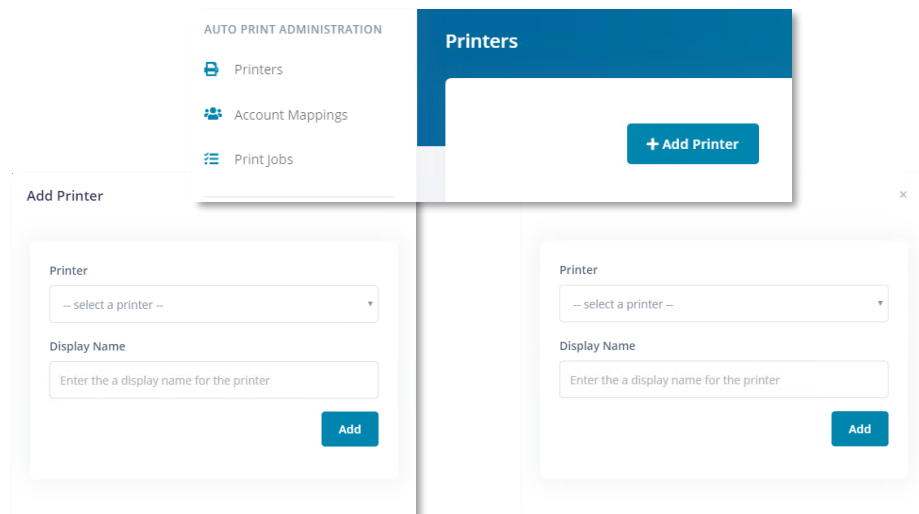 AUTO PRINT ADMINISTRATION
Printers
Account Mappings
Print Jobs
Printers
+ Add Printer
Add Printer
×
Printer
-- select a printer --
Display Name
Enter the a display name for the printer
Add
Printer
-- select a printer --
Display Name
Enter the a display name for the printer
Add